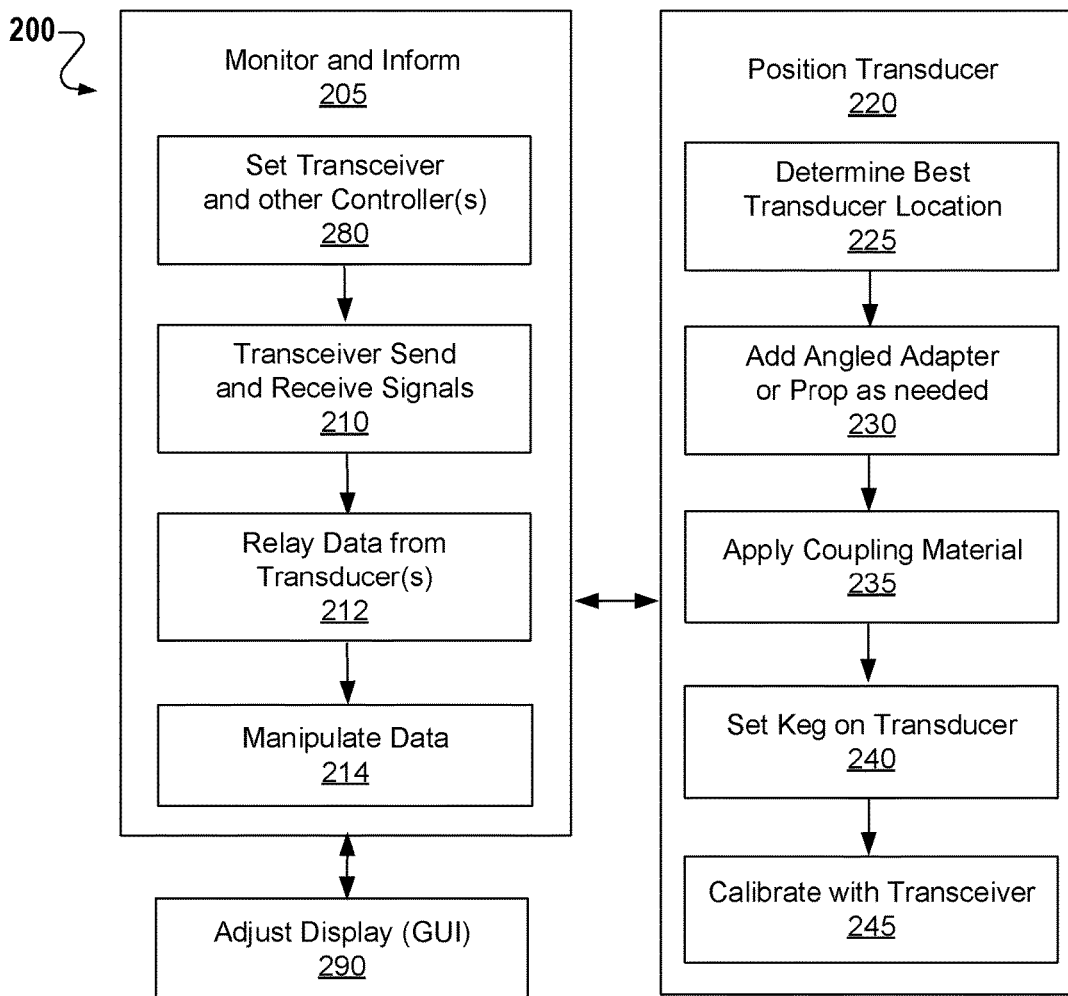 200
Monitor and Inform
205
Set Transceiver
and other Controller(s)
280
Transceiver Send
and Receive Signals
210
Relay Data from
Transducer(s)
212
Manipulate Data
214
Adjust Display (GUI)
290
Position Transducer
220
Determine Best
Transducer Location
225
Add Angled Adapter
or Prop as needed
230
Apply Coupling Material
235
Set Keg on Transducer
240
Calibrate with Transceiver
245